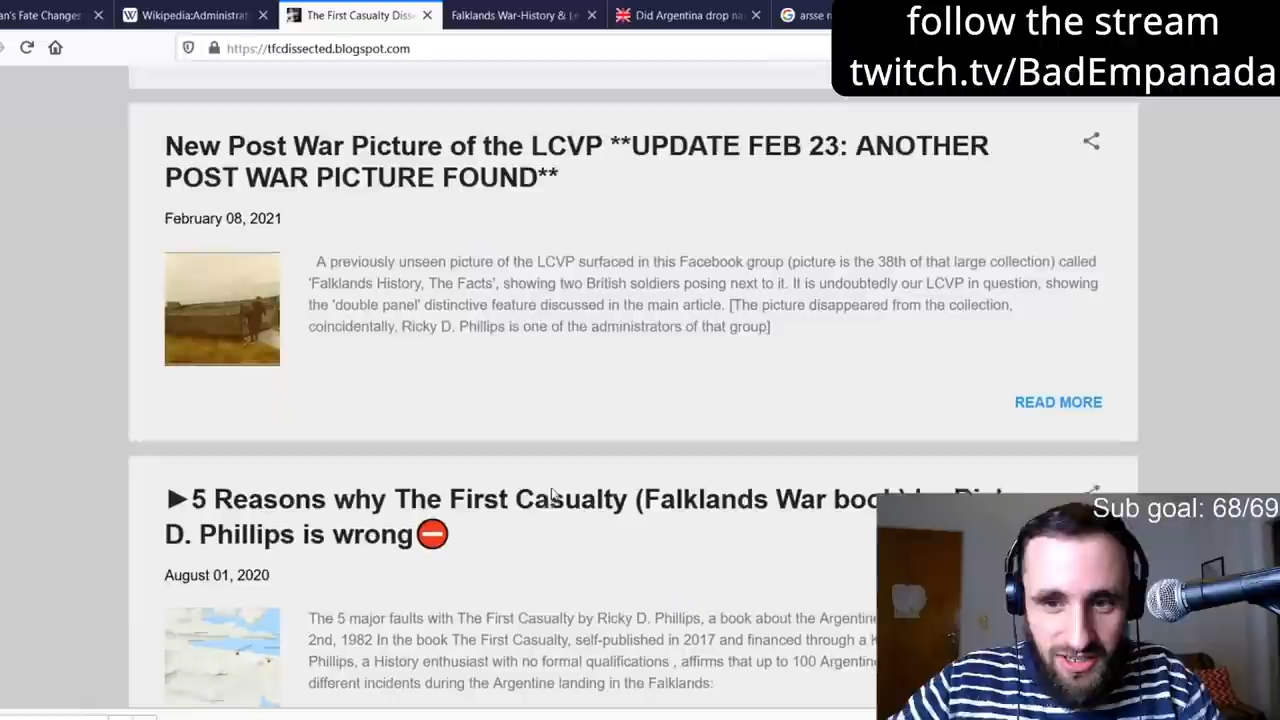 an's Fate Changes
Wikipedia:Administrat
The First Casualty Disse
Falklands War-History &
Did Argentina drop na
arsse
follow the stream
twitch.tv/BadEmpanada
https://tfcdissected.blogspot.com
New Post War Picture of the LCVP **UPDATE FEB 23: ANOTHER
POST WAR PICTURE FOUND**
February 08, 2021
A previously unseen picture of the LCVP surfaced in this Facebook group (picture is the 38th of that large collection) called
'Falklands History, The Facts', showing two British soldiers posing next to it. It is undoubtedly our LCVP in question, showing
the 'double panel' distinctive feature discussed in the main article. [The picture disappeared from the collection,
coincidentally, Ricky D. Phillips is one of the administrators of that group]
READ MORE
►5 Reasons why The First Casualty (Falklands War
D. Phillips is wrong⛔
Sub goal: 68/69
August 01, 2020
The 5 major faults with The First Casualty by Ricky D. Phillips, a book about the Argentine
2nd, 1982 In the book The First Casualty, self-published in 2017 and financed through a K
Phillips, a History enthusiast with no formal qualifications , affirms that up to 100 Argentine
different incidents during the Argentine landing in the Falklands: